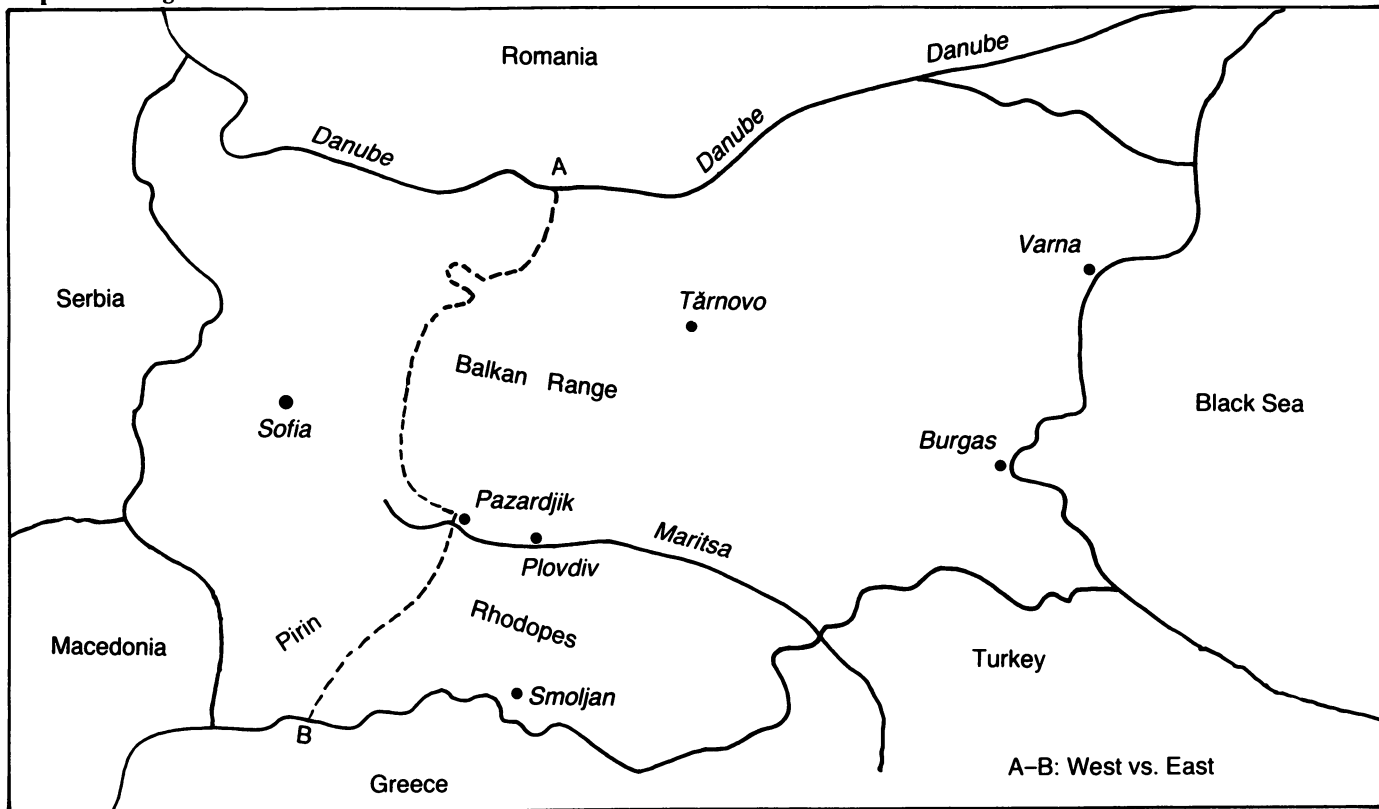 Romania
Danube
Danube
Danube
A
Varna
Serbia
Tărnovo
Balkan Range
Black Sea
Sofia
Burgas
Pazardjik
Maritsa
Plovdiv
Rhodopes
Pirin
Macedonia
Turkey
Smoljan
B
A–B: West vs. East
Greece